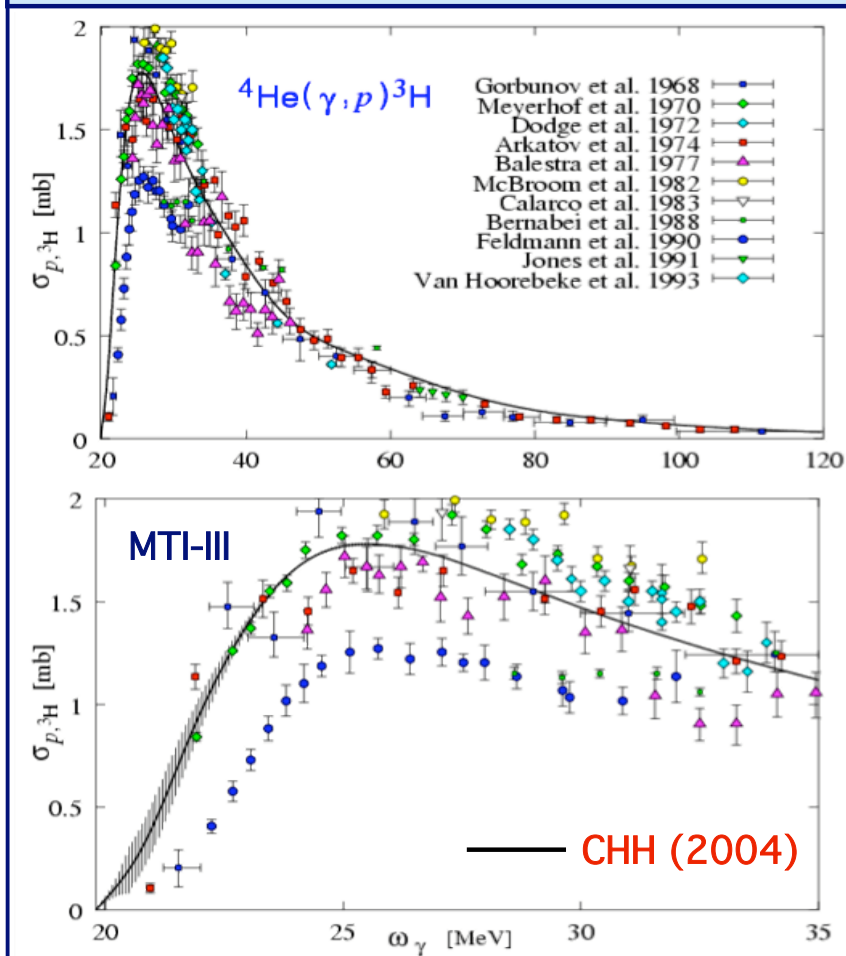 2
⁴He(γ,p)³H
Gorbunov et al. 1968
Meyerhof et al. 1970
Dodge et al. 1972
Arkatov et al. 1974
Balestra et al. 1977
McBroom et al. 1982
Calarco et al. 1983
Bernabei et al. 1988
Feldmann et al. 1990
Jones et al. 1991
Van Hoorebeke et al. 1993
1.5
1
0.5
0
σp,³H [mb]
20 40 60 80 100 120
2
MTI-III
1.5
1
0.5
0
σp,³H [mb]
CHH (2004)
20 25 30 35
ωγ [MeV]